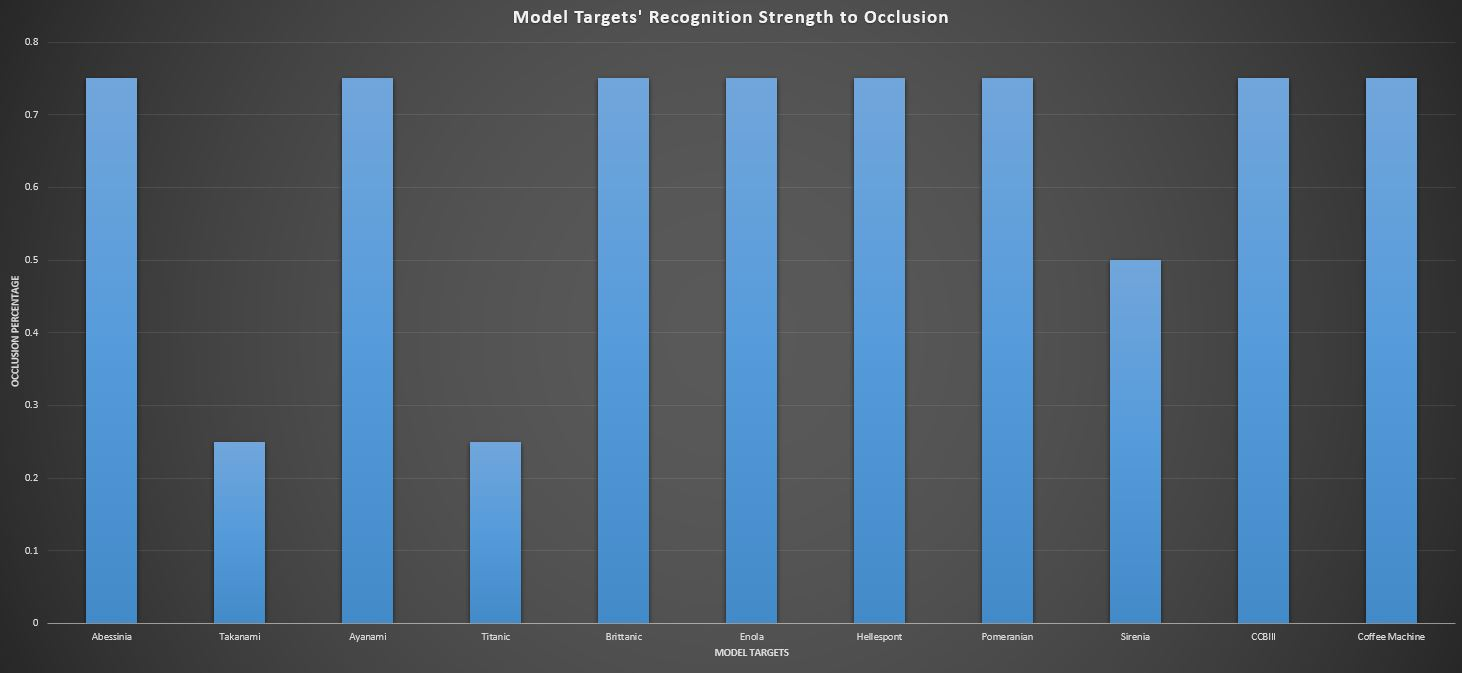 Model Targets' Recognition Strength to Occlusion
0.8
0.7
0.6
0.5
0.4
0.3
0.2
0.1
0
OCCLUSION PERCENTAGE
Abessinia Takanami Ayanami Titanic Brittanic Enola Hellespont Pomeranian Sirenia CCBIII Coffee Machine
MODEL TARGETS